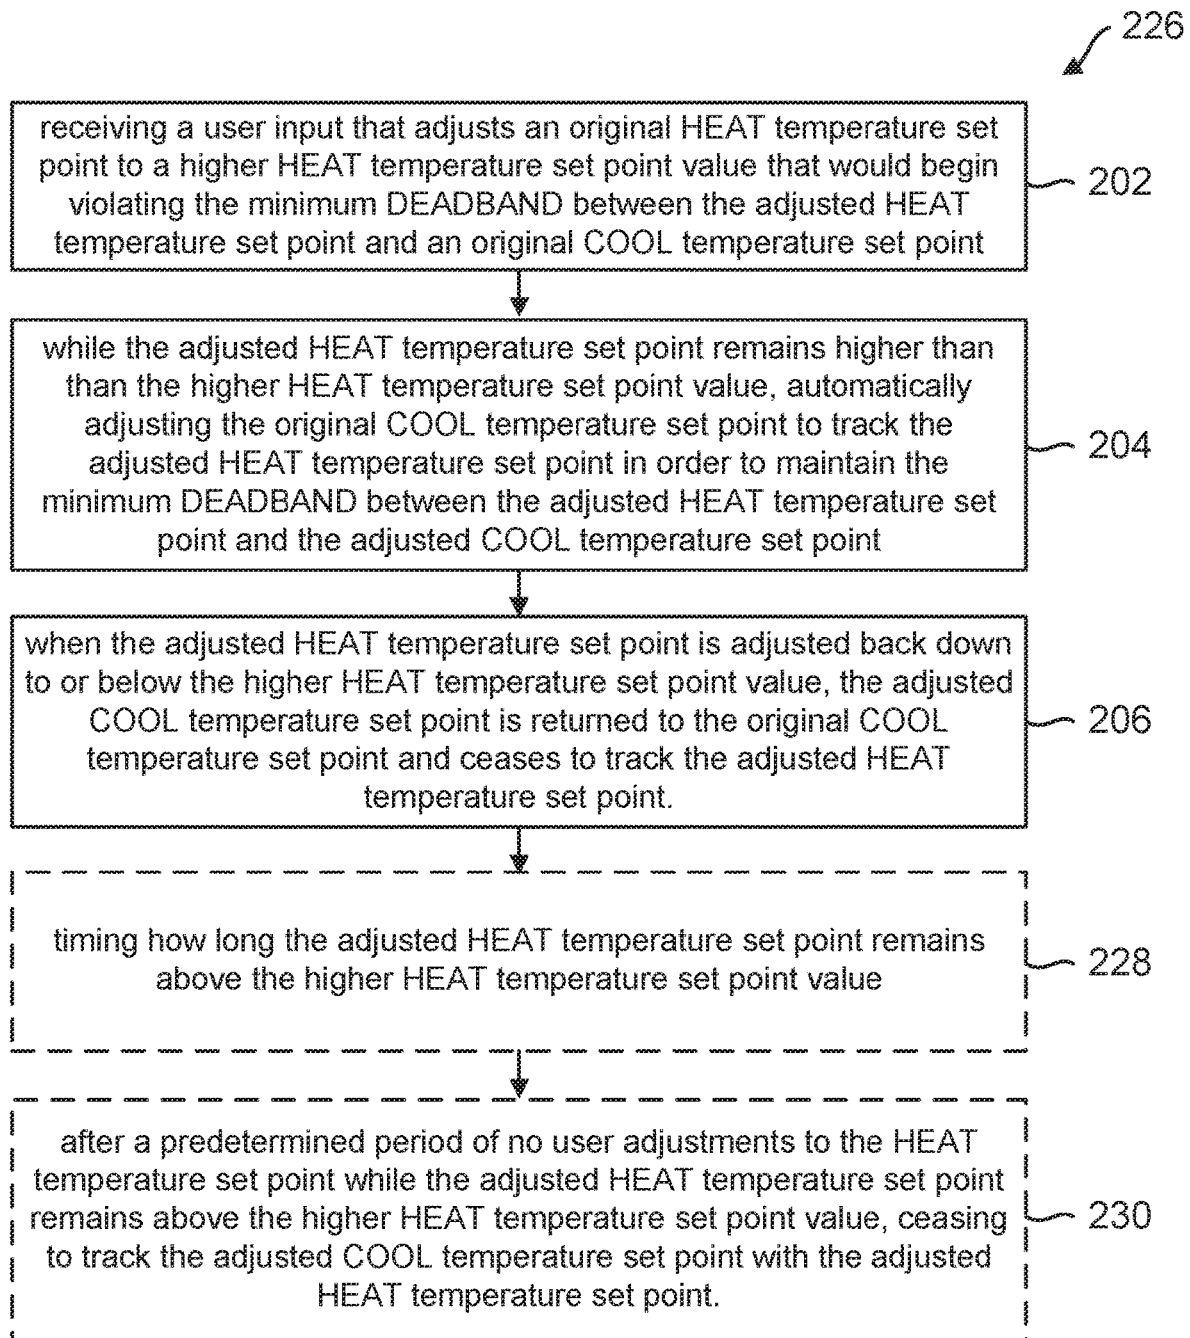 226
receiving a user input that adjusts an original HEAT temperature set
point to a higher HEAT temperature set point value that would begin
violating the minimum DEADBAND between the adjusted HEAT
temperature set point and an original COOL temperature set point
202
while the adjusted HEAT temperature set point remains higher than
than the higher HEAT temperature set point value, automatically
adjusting the original COOL temperature set point to track the
adjusted HEAT temperature set point in order to maintain the
minimum DEADBAND between the adjusted HEAT temperature set
point and the adjusted COOL temperature set point
204
when the adjusted HEAT temperature set point is adjusted back down
to or below the higher HEAT temperature set point value, the adjusted
COOL temperature set point is returned to the original COOL
temperature set point and ceases to track the adjusted HEAT
temperature set point.
206
timing how long the adjusted HEAT temperature set point remains
above the higher HEAT temperature set point value
228
after a predetermined period of no user adjustments to the HEAT
temperature set point while the adjusted HEAT temperature set point
remains above the higher HEAT temperature set point value, ceasing
to track the adjusted COOL temperature set point with the adjusted
HEAT temperature set point.
230